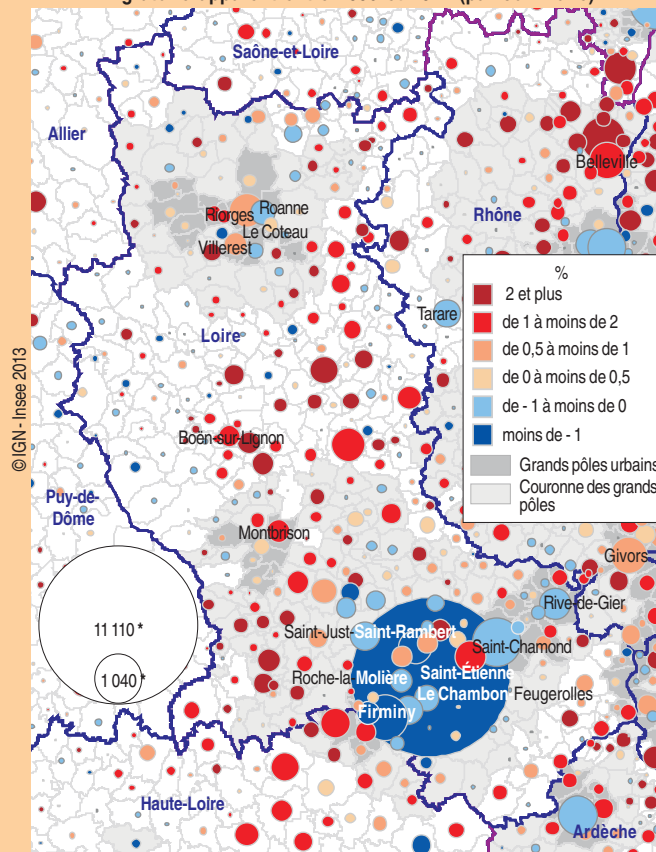 Saône-et-Loire
Allier
Belleville
Riorges
Roanne
Rhône
Le Coteau
Villerest
%
2 et plus
de 1 à moins de 2
de 0,5 à moins de 1
de 0 à moins de 0,5
de - 1 à moins de 0
moins de - 1
Grands pôles urbains
Couronne des grands
pôles
Tarare
Loire
©IGN - Insee 2013
Boën-sur-Lignon
Puy-de-
Dôme
Montbrison
Givors
Rive-de-Gier
11 110 *
Saint-Just-Saint-Rambert
Saint-Chamond
1 040 *
Roche-la-Molière
Saint-Étienne
Le Chambon Feugerolles
Firminy
Haute-Loire
Ardèche